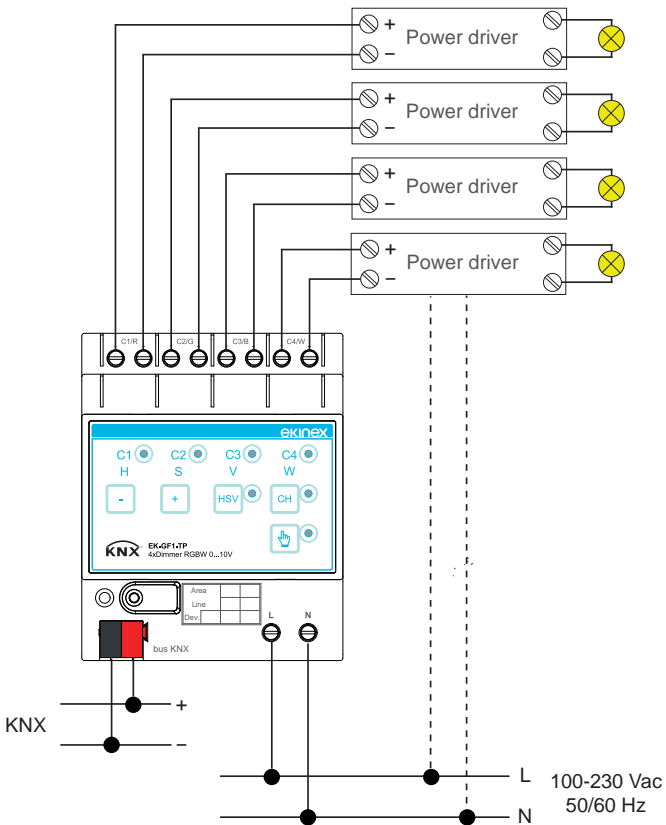 +
Power driver
−
+
Power driver
−
+
Power driver
−
+
Power driver
−
C1/R C2/G C3/B C4/W
ekinex
C1 C2 C3 C4
H S V W
- + HSV CH
KNX
EK-GF1-TP
4xDimmer RGBW 0...10V
Area
Line
Dev.
L N
bus KNX
+
KNX
−
L
100-230 Vac
50/60 Hz
N